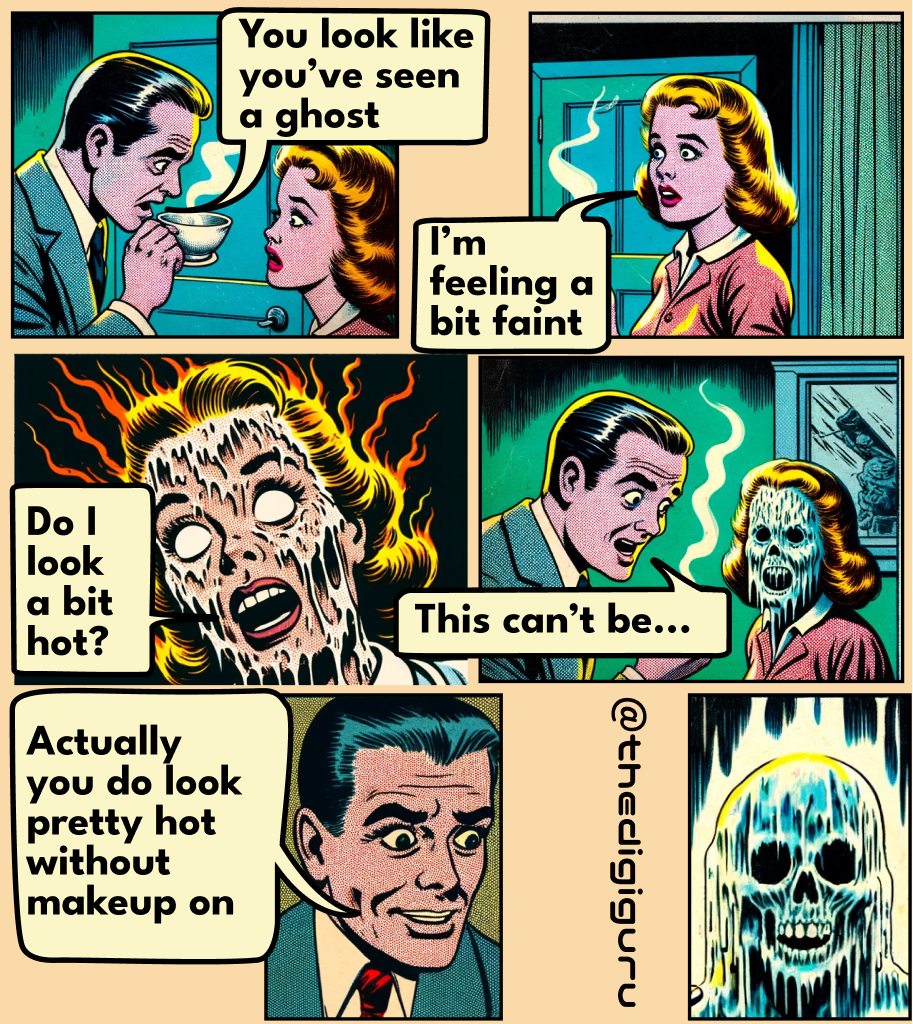 You look like
you've seen
a ghost
I'm
feeling a
bit faint
Do I
look
a bit
hot?
This can't be...
Actually
you do look
pretty hot
without
makeup on
@thedigiguru